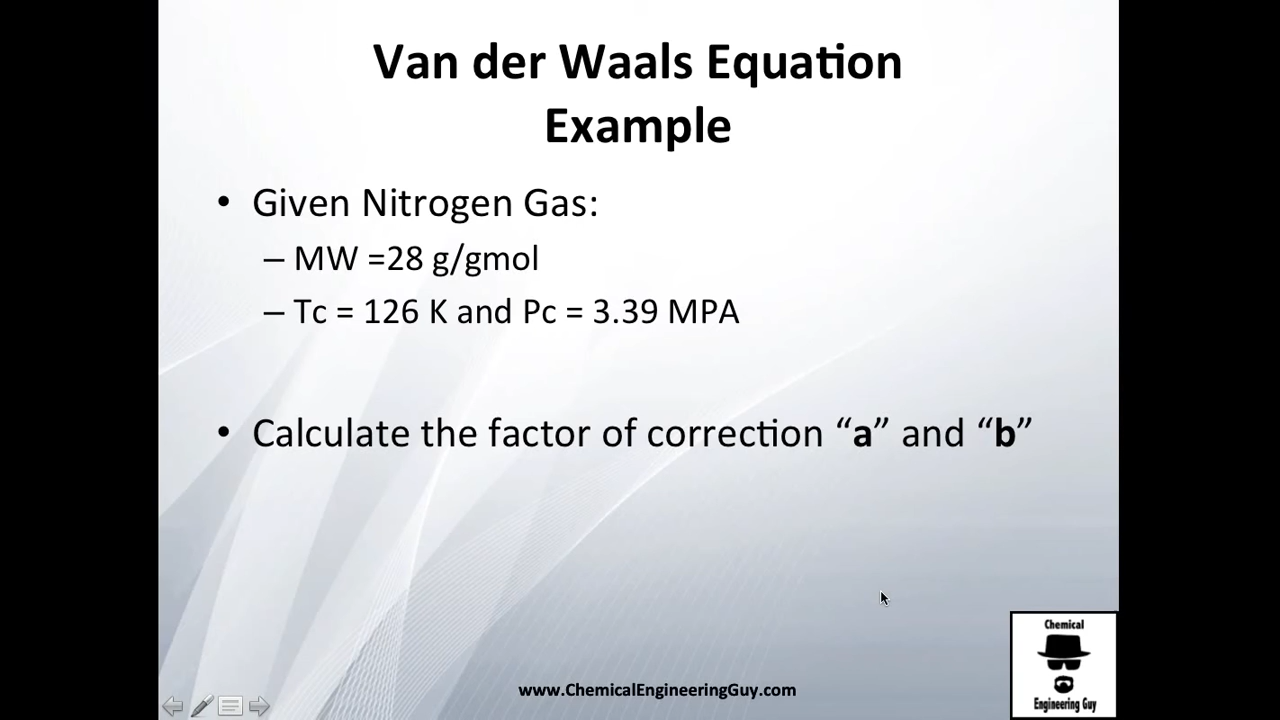 Van der Waals Equation
Example
• Given Nitrogen Gas:
– MW =28 g/gmol
– Tc = 126 K and Pc = 3.39 MPA
• Calculate the factor of correction “a” and “b”
www.ChemicalEngineeringGuy.com
Chemical
Engineering Guy